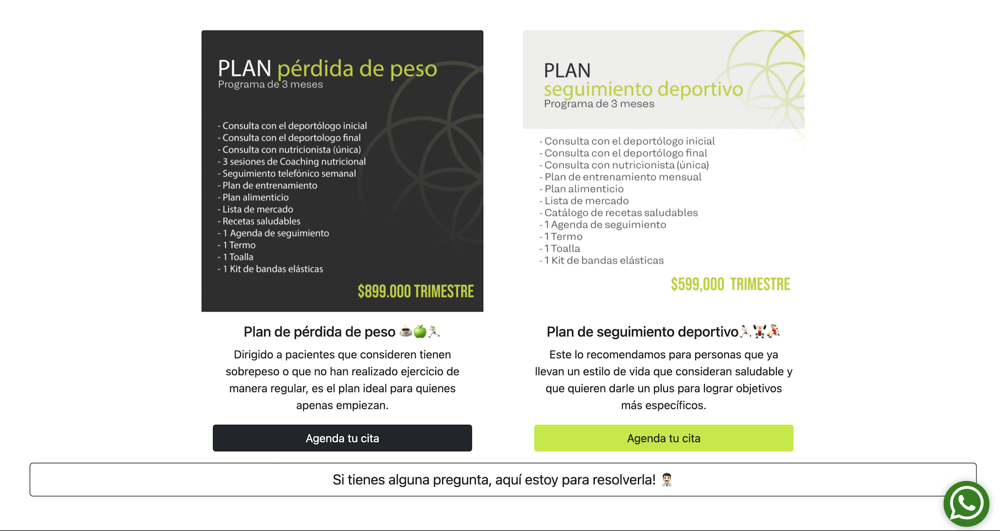 PLAN pérdida de peso
Programa de 3 meses
- Consulta con el deportólogo inicial
- Consulta con el deportologo final
- Consulta con nutricionista (única)
- 3 sesiones de Coaching nutricional
- Seguimiento telefónico semanal
- Plan de entrenamiento
- Plan alimenticio
- Lista de mercado
- Recetas saludables
- 1 Agenda de seguimiento
- 1 Termo
- 1 Toalla
- 1 Kit de bandas elásticas
$899.000 TRIMESTRE
Plan de pérdida de peso ☕🍏🏃🏼‍♀️
Dirigido a pacientes que consideren tienen
sobrepeso o que no han realizado ejercicio de
manera regular, es el plan ideal para quienes
apenas empiezan.
Agenda tu cita
PLAN
seguimiento deportivo
Programa de 3 meses
- Consulta con el deportólogo inicial
- Consulta con el deportólogo final
- Consulta con nutricionista (única)
- Plan de entrenamiento mensual
- Plan alimenticio
- Lista de mercado
- Catálogo de recetas saludables
- 1 Agenda de seguimiento
- 1 Termo
- 1 Toalla
- 1 Kit de bandas elásticas
$599,000 TRIMESTRE
Plan de seguimiento deportivo🏃🏻🏋🏻⛹🏻‍♀️
Este lo recomendamos para personas que ya
llevan un estilo de vida que consideran saludable y
que quieren darle un plus para lograr objetivos
más específicos.
Agenda tu cita
Si tienes alguna pregunta, aquí estoy para resolverla! 👨🏻‍⚕️